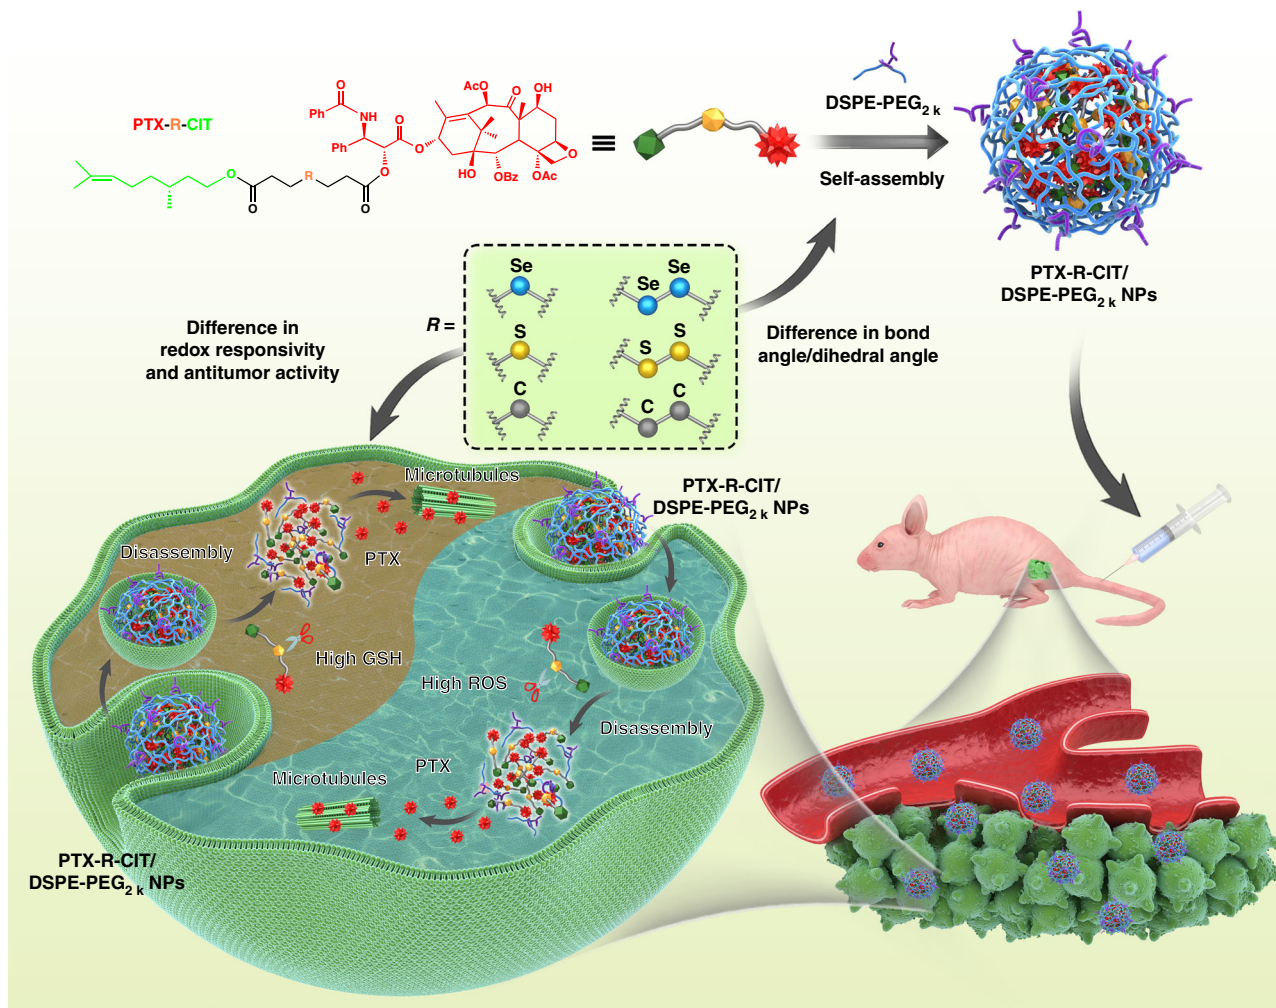 PTX-R-CIT
O
Ph
NH
Ph
O
O
O
O
O
O
R
AcO
O
OH
HO
OBz
OAc
O
≡
DSPE-PEG2 k
Self-assembly
PTX-R-CIT/
DSPE-PEG2 k NPs
Difference in
redox responsivity
and antitumor activity
R =
Se
Se
Se
S
S
S
C
C
C
Difference in bond
angle/dihedral angle
Microtubules
PTX-R-CIT/
DSPE-PEG2 k NPs
Disassembly
PTX
High GSH
High ROS
Disassembly
PTX
Microtubules
PTX-R-CIT/
DSPE-PEG2 k NPs